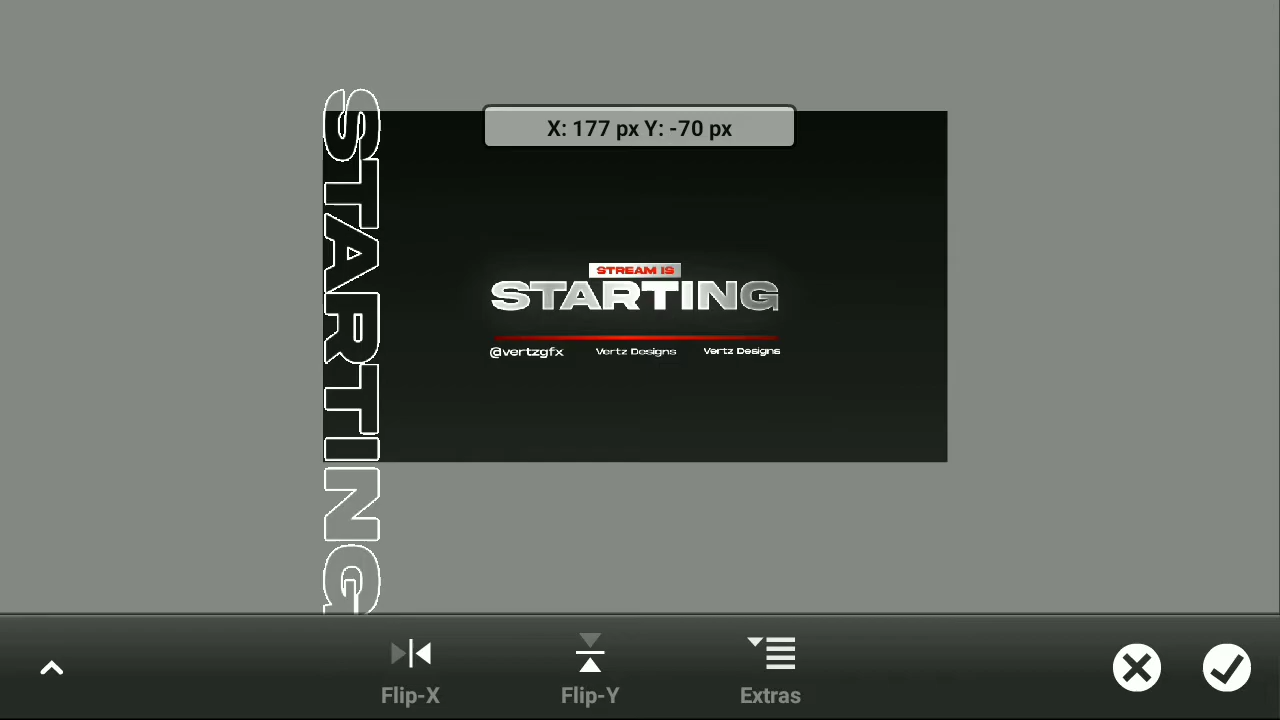 X: 177 px Y: -70 px
STARTING
STREAM IS
STARTING
@vertzgfx Vertz Designs Vertz Designs
Flip-X Flip-Y Extras